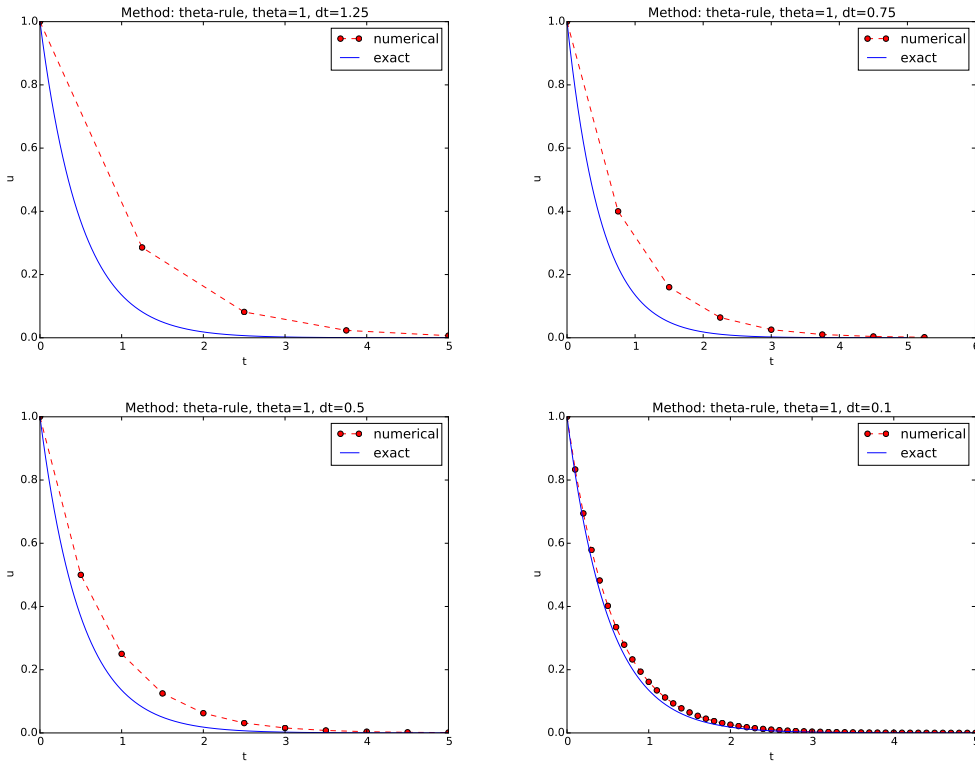 Method: theta-rule, theta=1, dt=1.25
1.0
0.8
0.6
0.4
0.2
0.0
u
0 1 2 3 4 5
t
numerical
exact
Method: theta-rule, theta=1, dt=0.75
1.0
0.8
0.6
0.4
0.2
0.0
u
0 1 2 3 4 5 6
t
numerical
exact
Method: theta-rule, theta=1, dt=0.5
1.0
0.8
0.6
0.4
0.2
0.0
u
0 1 2 3 4 5
t
numerical
exact
Method: theta-rule, theta=1, dt=0.1
1.0
0.8
0.6
0.4
0.2
0.0
u
0 1 2 3 4 5
t
numerical
exact